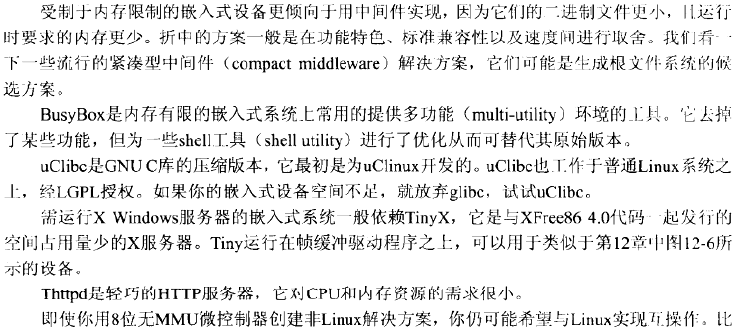 受制于内存限制的嵌入式设备更倾向于用中间件实现，因为它们的二进制文件更小，且运行
时要求的内存更少。折中的方案一般是在功能特色、标准兼容性以及速度间进行取舍。我们看一
下一些流行的紧凑型中间件（compact middleware）解决方案，它们可能是生成根文件系统的候
选方案。
BusyBox是内存有限的嵌入式系统上常用的提供多功能（multi-utility）环境的工具。它去掉
了某些功能，但为一些shell工具（shell utility）进行了优化从而可替代其原始版本。
uClibc是GNU C库的压缩版本，它最初是为uClinux开发的。uClibc也工作于普通Linux系统之
上，经LGPL授权。如果你的嵌入式设备空间不足，就放弃glibc，试试uClibc。
需运行X Windows服务器的嵌入式系统一般依赖TinyX，它是与XFree86 4.0代码一起发行的
空间占用量少的X服务器。Tiny运行在帧缓冲驱动程序之上，可以用于类似于第12章中图12-6所
示的设备。
Thttpd是轻巧的HTTP服务器，它对CPU和内存资源的需求很小。
即使你用8位无MMU微控制器创建非Linux解决方案，你仍可能希望与Linux实现互操作。比